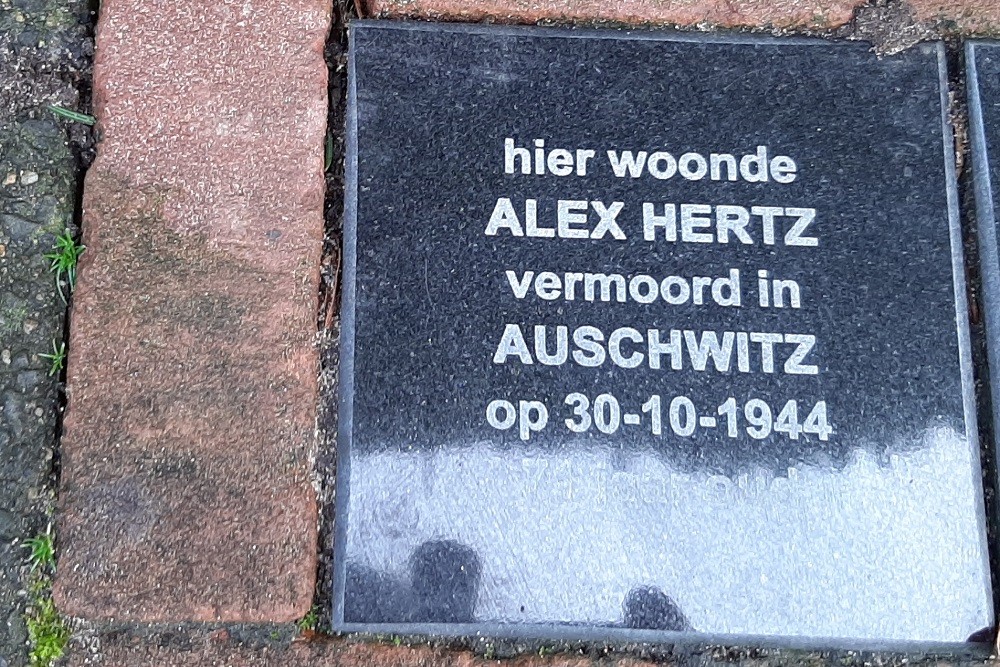 hier woonde
ALEX HERTZ
vermoord in
AUSCHWITZ
op 30-10-1944